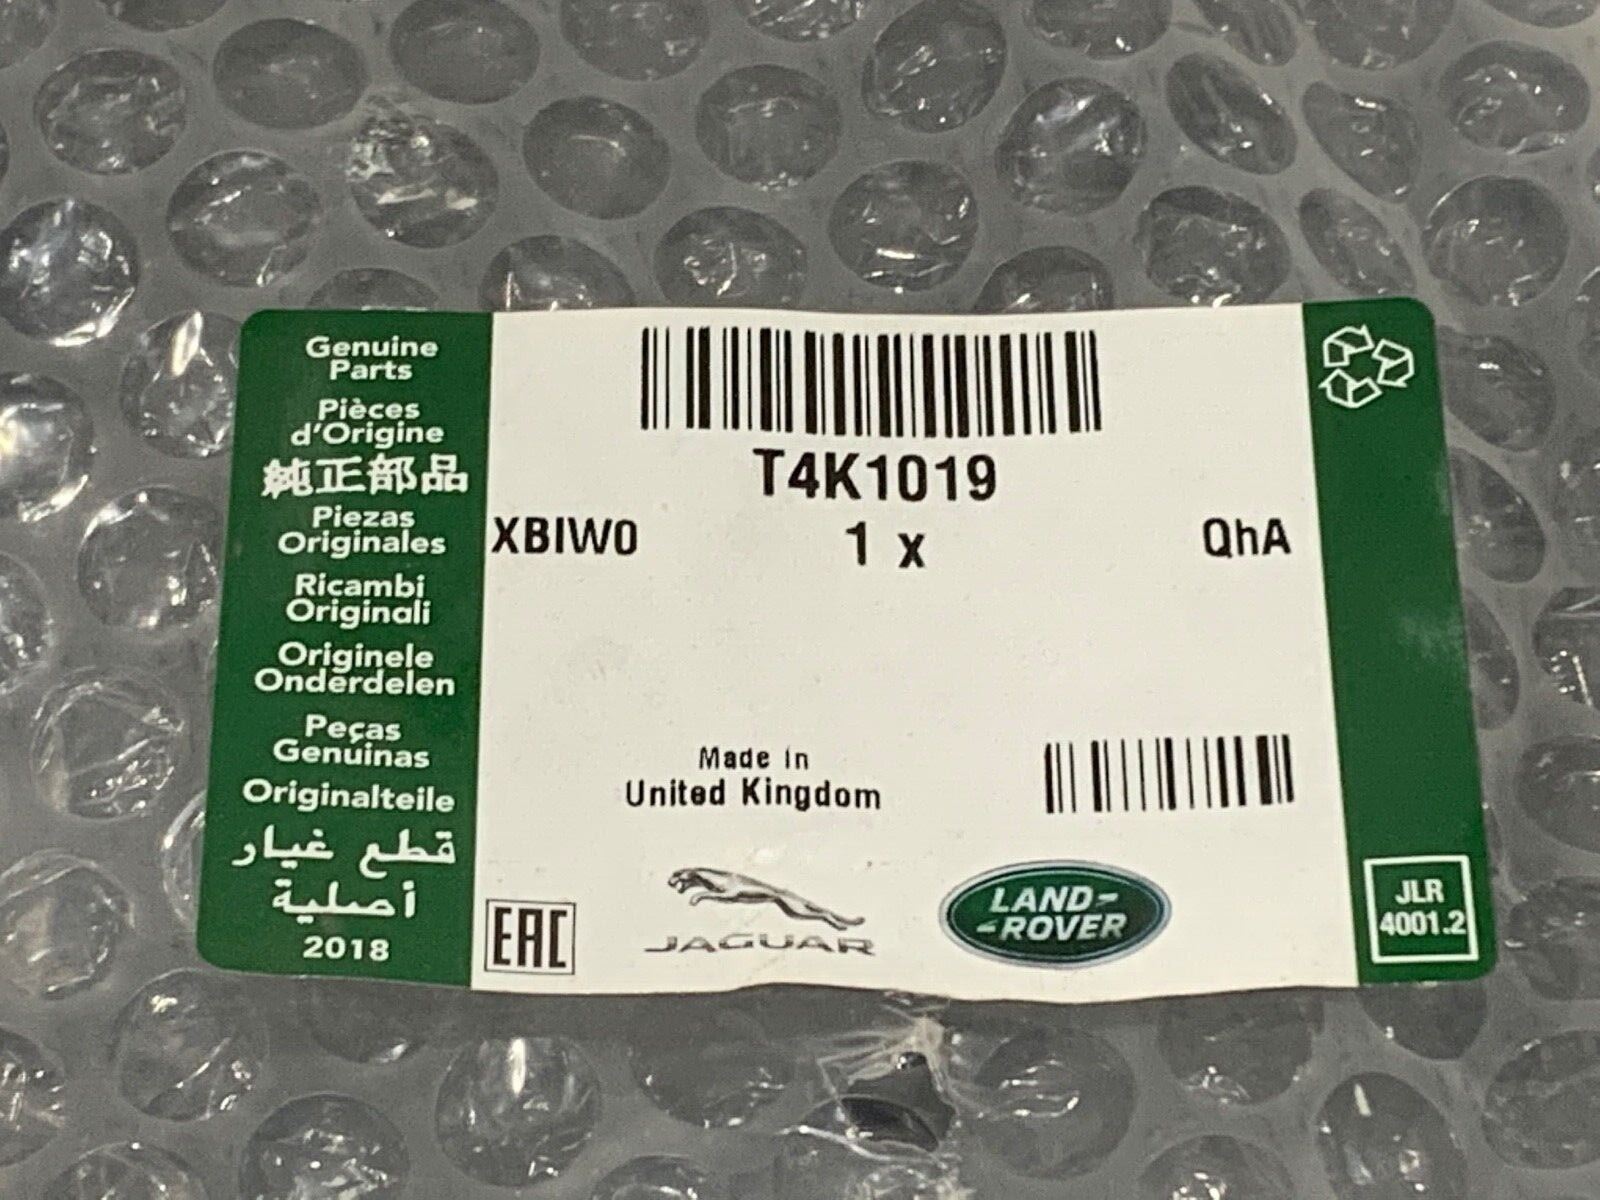 Genuine
Parts
Pièces
d'Origine
純正部品
Piezas
Originales
Ricambi
Originali
Originele
Onderdelen
Peças
Genuinas
Originalteile
قطع غيار
أصلية
2018
T4K1019
XBIW0
1 x
QhA
Made In
United Kingdom
EAC
JAGUAR
LAND-
-ROVER
JLR
4001.2